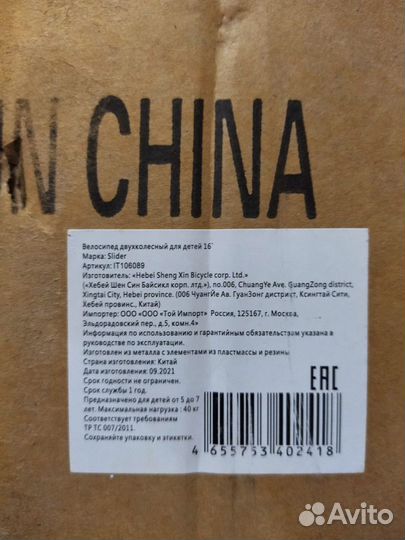 IN CHINA
Велосипед двухколесный для детей 16"
Марка: Slider
Артикул: IT106089
Изготовитель: «Hebei Sheng Xin Bicycle corp. Ltd.»
(«Хебей Шен Син Байсикл корп. лтд.»), no.006, ChuangYe Ave. GuangZong district,
Xingtai City, Hebei province. (006 ЧуангЙе Ав. ГуанЗонг дистрикт, Ксингтай Сити,
Хебей провинс., Китай)
Импортер: ООО «ООО «Той Импорт» Россия, 125167, г. Москва,
Эльдорадовский пер., д.5, комн.4»
Информация по использованию и гарантийным обязательствам указана в
руководстве по эксплуатации.
Изготовлен из металла с элементами из пластмассы и резины
Страна изготовления: Китай
Дата изготовления: 09.2021
Срок годности не ограничен.
Срок службы 1 год.
Предназначено для детей от 5 до 7
лет. Максимальная нагрузка : 40 кг
Соответствует требованиям
ТР ТС 007/2011.
Сохраняйте упаковку и этикетки.
EAC
4 655753 402418
Avito